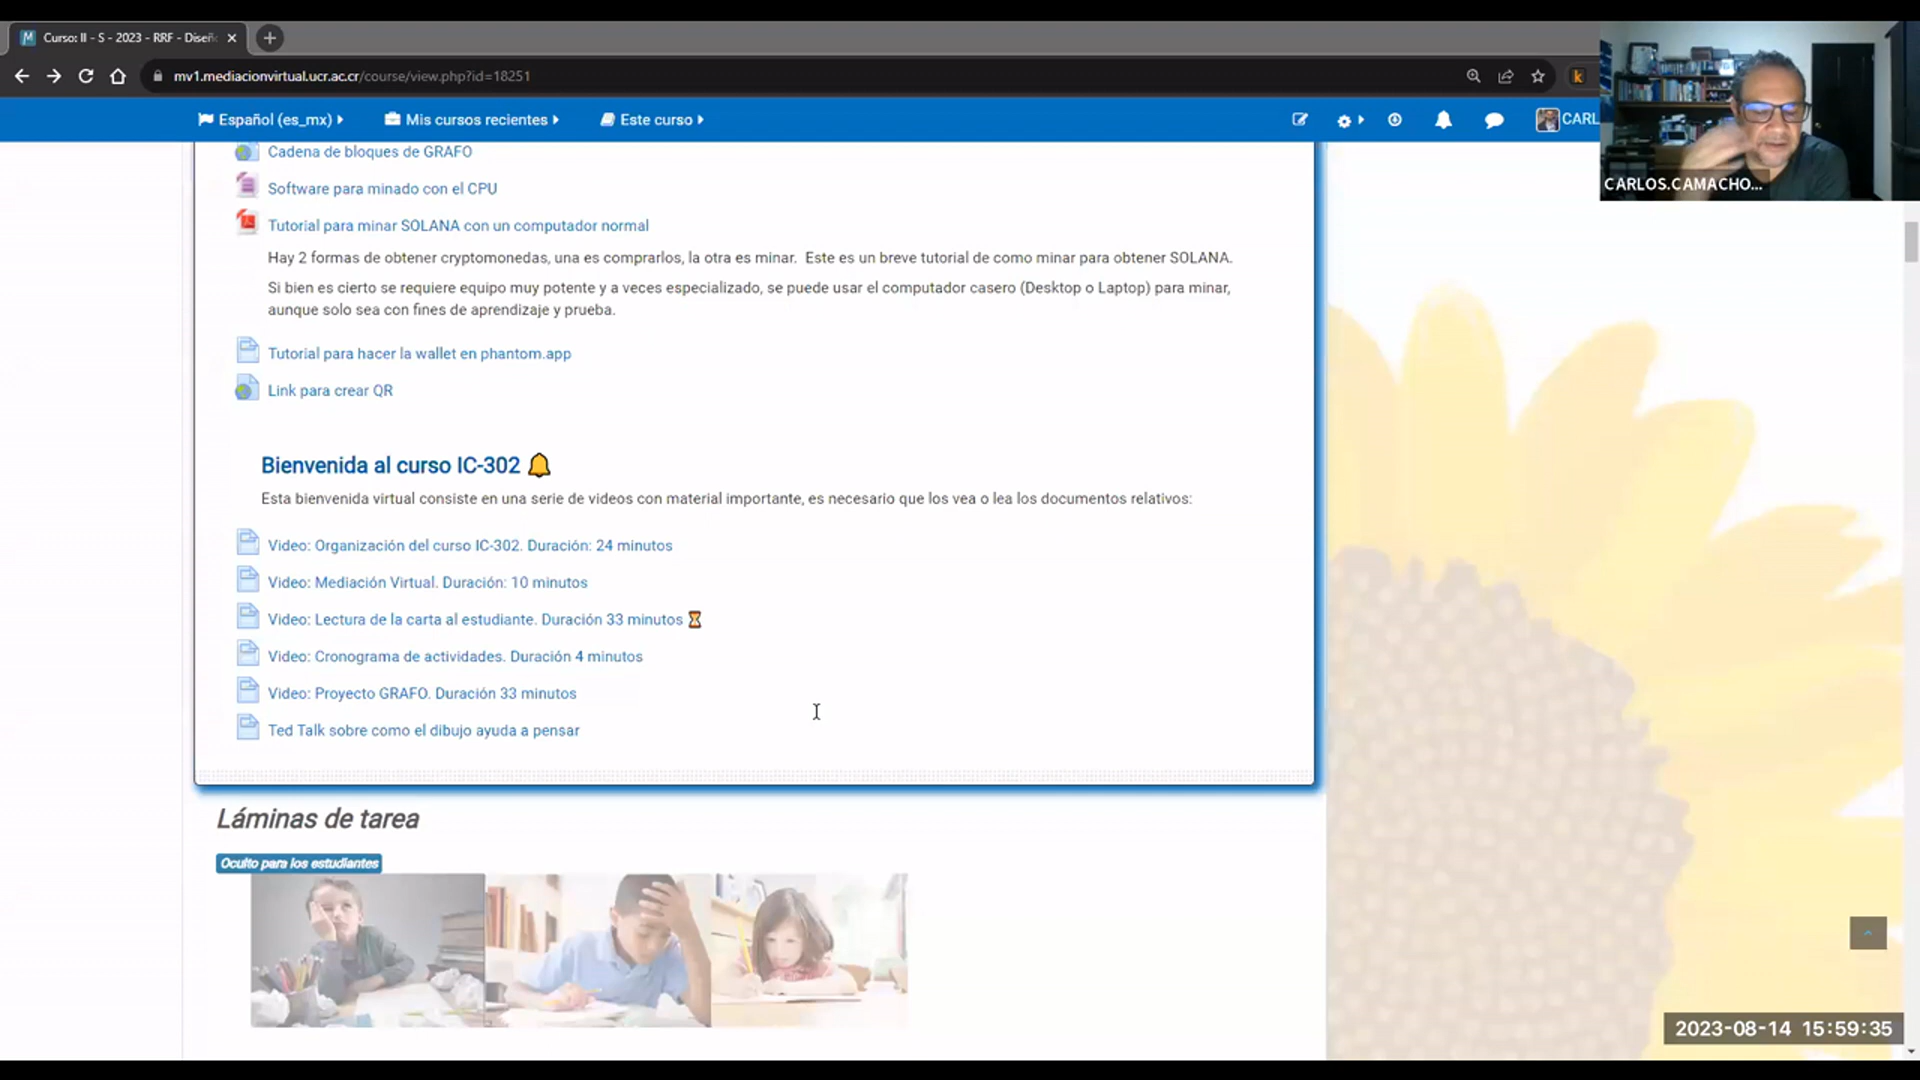 Curso: II - S - 2023 - RRF - Diseñ
mv1.mediacionvirtual.ucr.ac.cr/course/view.php?id=18251
Español (es_mx)
Mis cursos recientes
Este curso
CARL
CARLOS.CAMACHO...
Cadena de bloques de GRAFO
Software para minado con el CPU
Tutorial para minar SOLANA con un computador normal
Hay 2 formas de obtener cryptomonedas, una es comprarlos, la otra es minar. Este es un breve tutorial de como minar para obtener SOLANA.
Si bien es cierto se requiere equipo muy potente y a veces especializado, se puede usar el computador casero (Desktop o Laptop) para minar,
aunque solo sea con fines de aprendizaje y prueba.
Tutorial para hacer la wallet en phantom.app
Link para crear QR
Bienvenida al curso IC-302
Esta bienvenida virtual consiste en una serie de videos con material importante, es necesario que los vea o lea los documentos relativos:
Video: Organización del curso IC-302. Duración: 24 minutos
Video: Mediación Virtual. Duración: 10 minutos
Video: Lectura de la carta al estudiante. Duración 33 minutos
Video: Cronograma de actividades. Duración 4 minutos
Video: Proyecto GRAFO. Duración 33 minutos
Ted Talk sobre como el dibujo ayuda a pensar
Láminas de tarea
Oculto para los estudiantes
2023-08-14 15:59:35